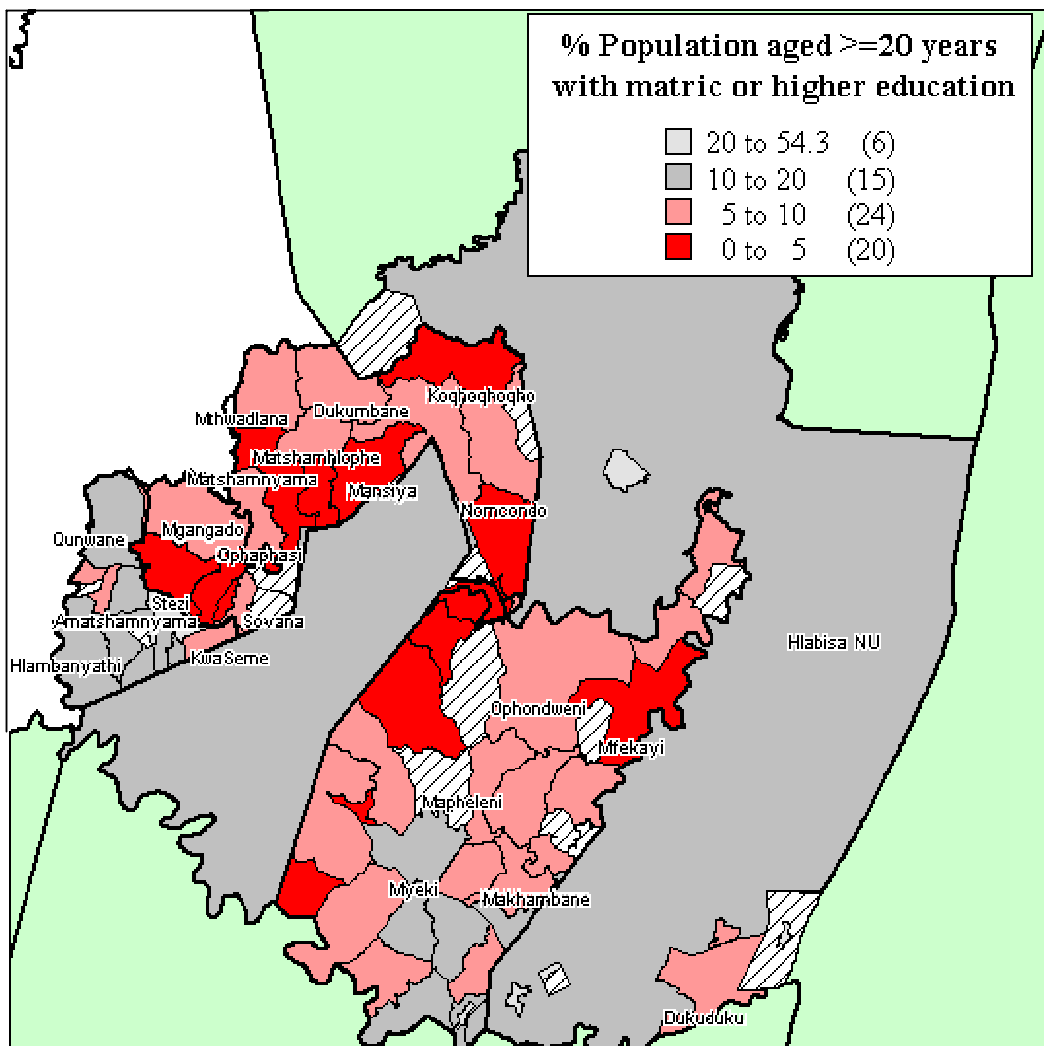 % Population aged >=20 years
with matric or higher education
20 to 54.3 (6)
10 to 20 (15)
5 to 10 (24)
0 to 5 (20)
Koqhoqhoqho
Dukumbane
Mthwadlana
Matshamhlophe
Matshamnyama
Mansiya
Nomcondo
Mgangado
Qunwane
Ophaphasi
Stezi
Amatshamnyama
Sovana
Hlabisa NU
KwaSeme
Hlambanyathi
Ophondweni
Mfekayi
Mapheleni
Myeki
Makhambane
Dukuduku